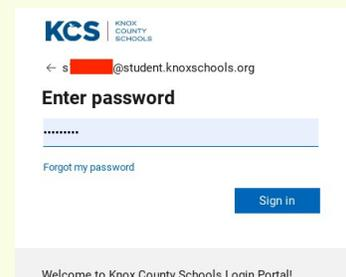 KCS KNOX
COUNTY
SCHOOLS
← s @student.knoxschools.org
Enter password
•••••••••
Forgot my password
Sign in
Welcome to Knox County Schools Login Portal!